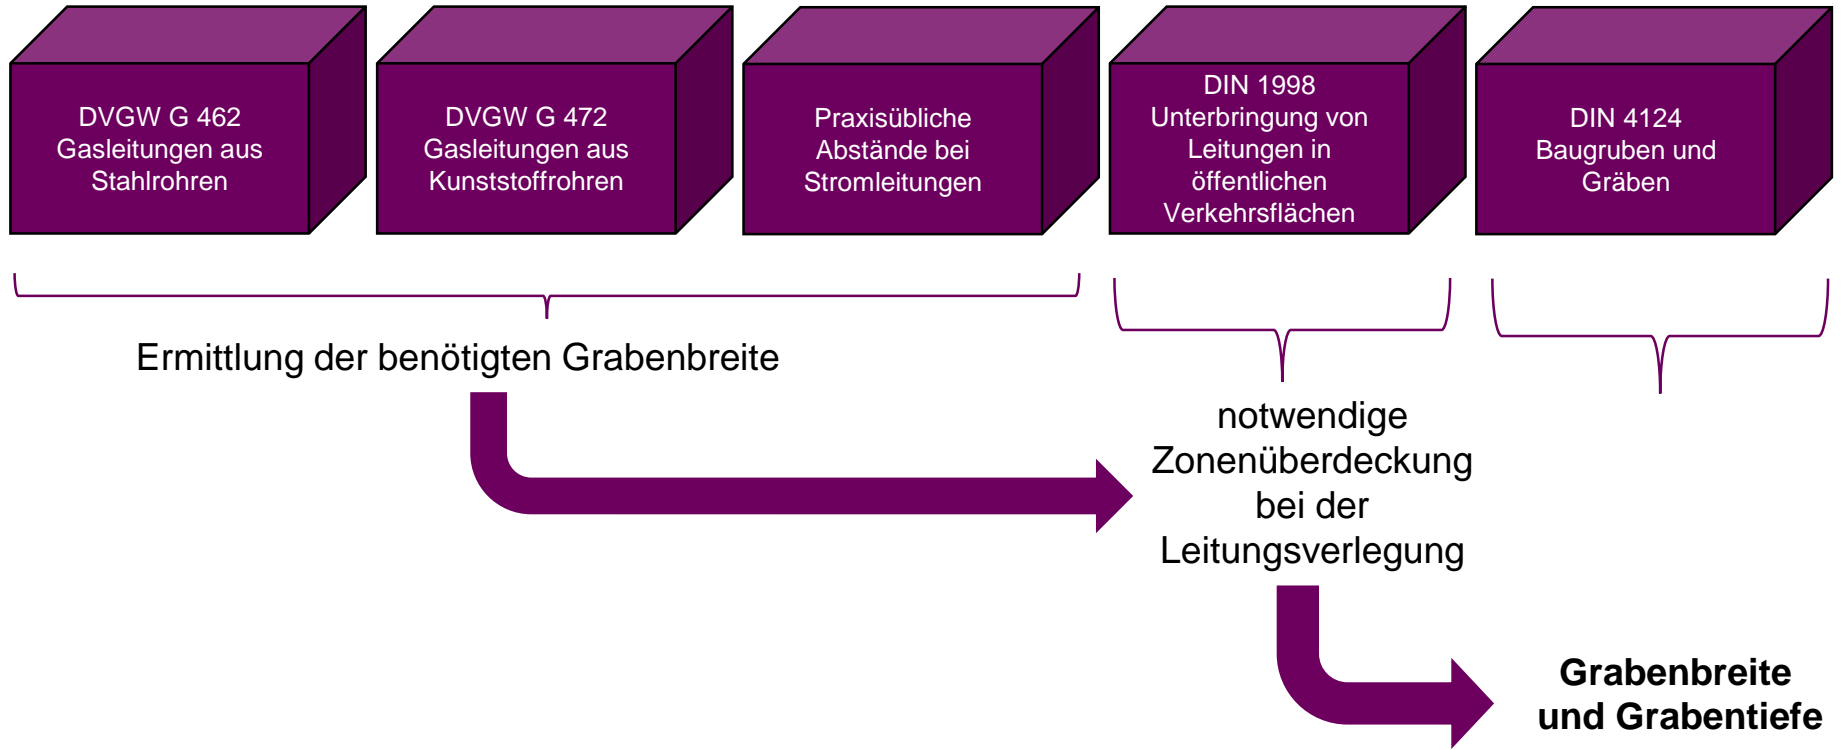 DVGW G 462
Gasleitungen aus
Stahlrohren
DVGW G 472
Gasleitungen aus
Kunststoffrohren
Praxisübliche
Abstände bei
Stromleitungen
DIN 1998
Unterbringung von
Leitungen in
öffentlichen
Verkehrsflächen
DIN 4124
Baugruben und
Gräben
Ermittlung der benötigten Grabenbreite
notwendige
Zonenüberdeckung
bei der
Leitungsverlegung
Grabenbreite
und Grabentiefe